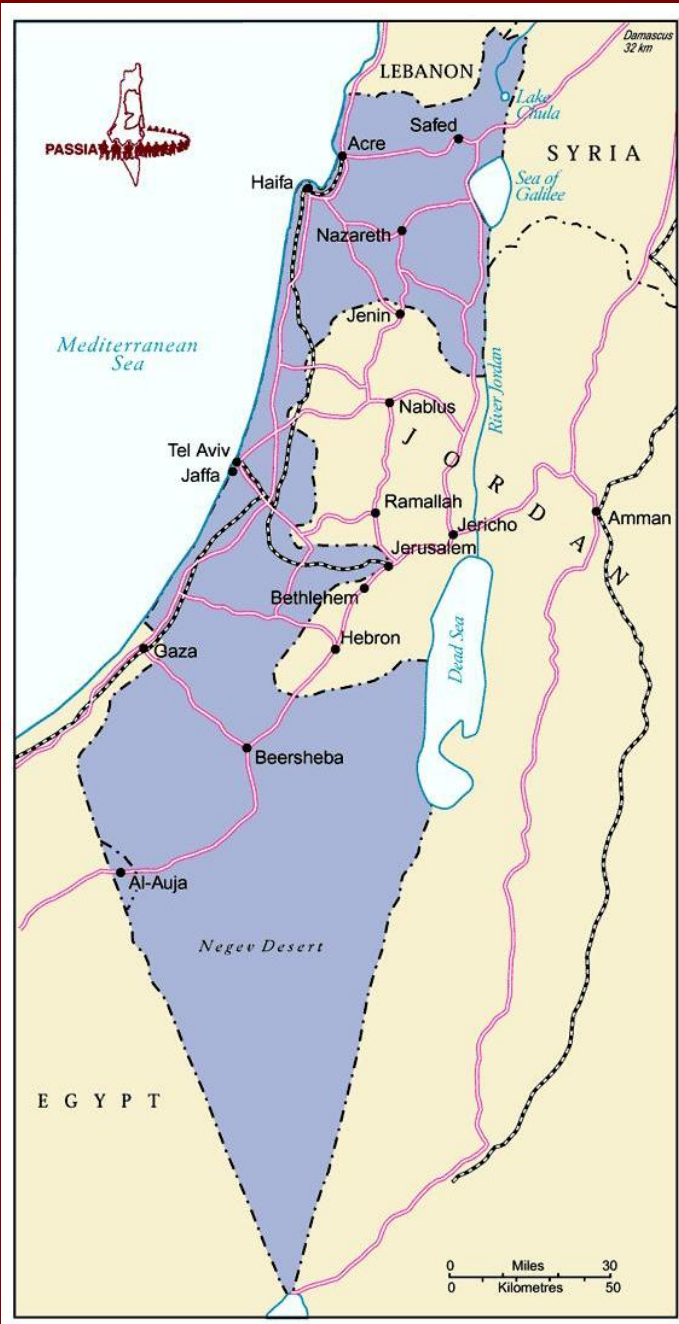 Damascus
32 km
LEBANON
Lake
Chula
Safed
PASSIA
Acre
SYRIA
Haifa
Sea of
Galilee
Nazareth
Jenin
Mediterranean
Sea
River Jordan
Nablus
JORDAN
Tel Aviv
Jaffa
Ramallah
Jericho
Amman
Jerusalem
Bethlehem
Hebron
Gaza
Dead Sea
Beersheba
Al-Auja
Negev Desert
EGYPT
0 Miles 30
0 Kilometres 50